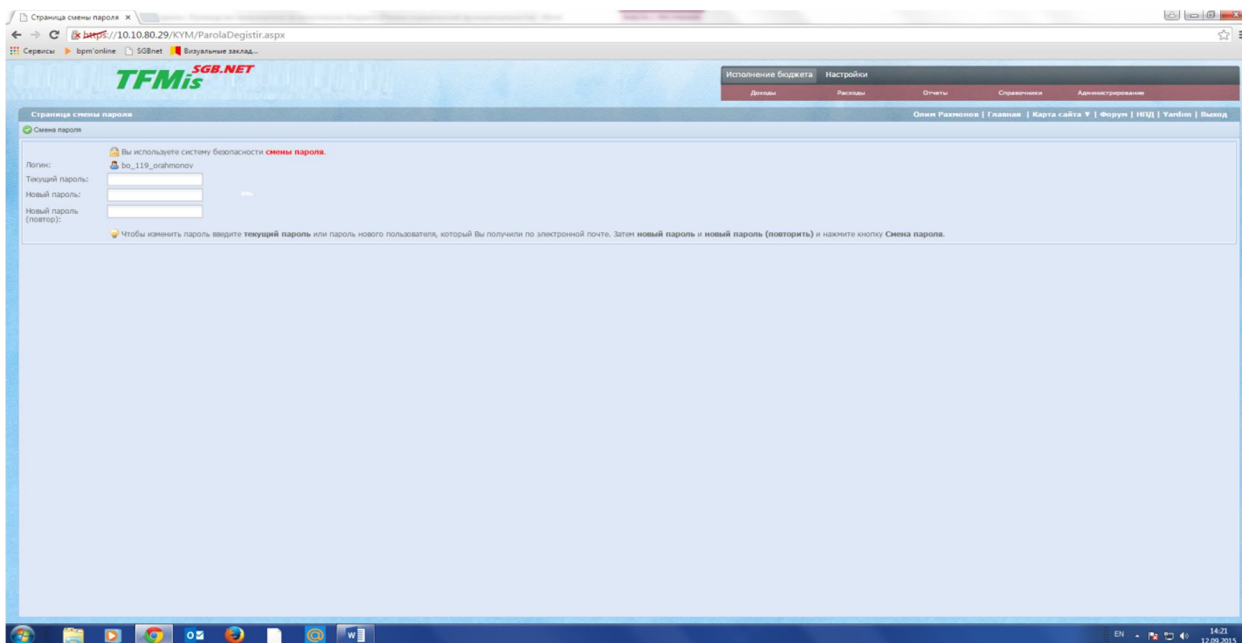 Страница смены пароля
https://10.10.80.29/KYM/ParolaDegistir.aspx
Сервисы bpm'online SGBnet Визуальные заклад...
TFMis SGB.NET
Исполнение бюджета Настройки
Доходы Расходы Отчеты Справочники Администрирование
Страница смены пароля Олим Рахмонов | Главная | Карта сайта | Форум | НПД | Yardim | Выход
Смена пароля
Вы используете систему безопасности смены пароля.
Логин: bo_119_orahmonov
Текущий пароль:
Новый пароль:
Новый пароль
(повтор):
Чтобы изменить пароль введите текущий пароль или пароль нового пользователя, который Вы получили по электронной почте. Затем новый пароль и новый пароль (повторить) и нажмите кнопку Смена пароля.
EN 14:21
12.09.2015